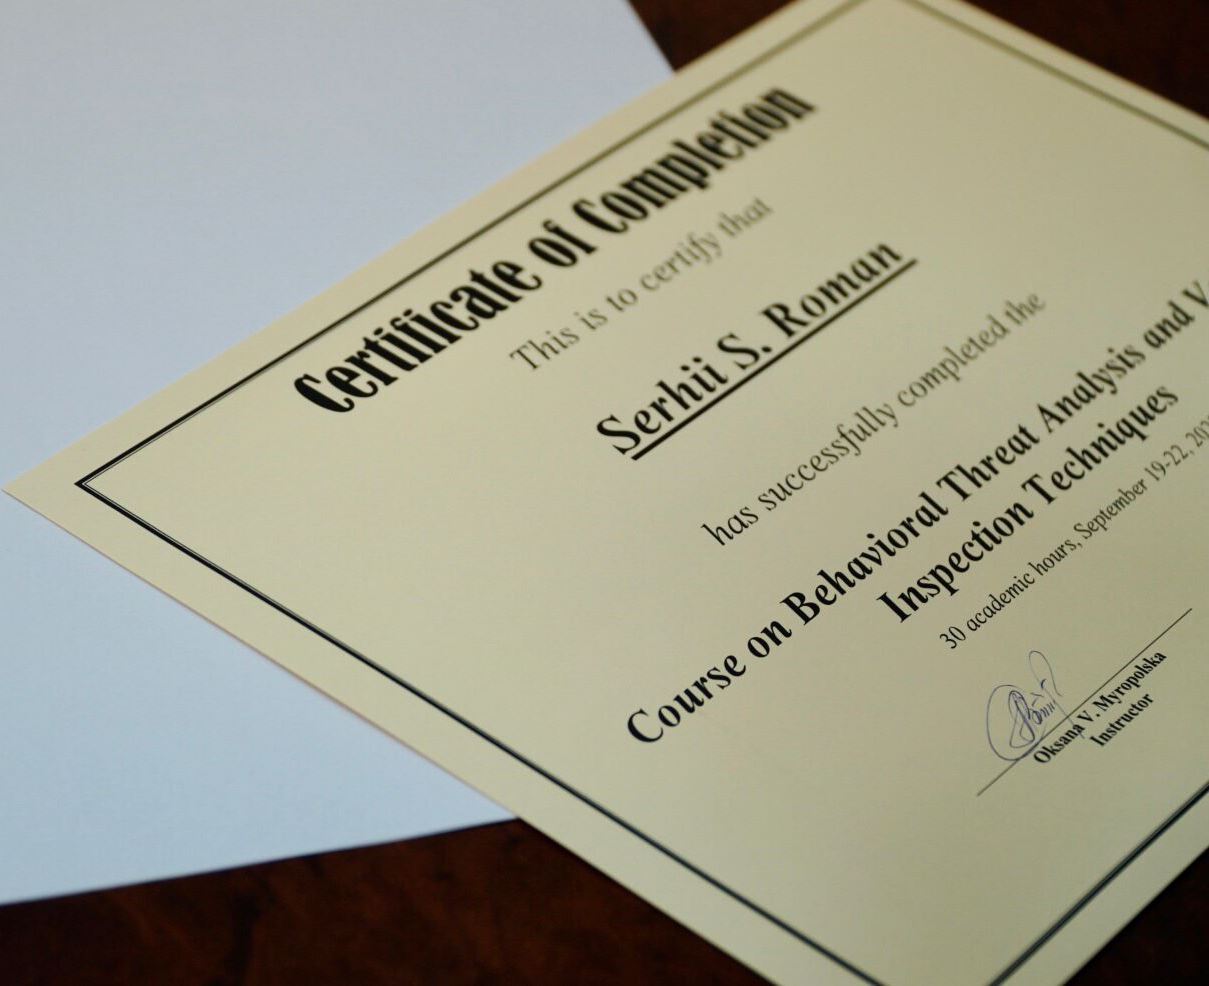 Certificate of Completion
This is to certify that
Serhii S. Roman
has successfully completed the
Course on Behavioral Threat Analysis and V
Inspection Techniques
30 academic hours, September 19-22, 202
Oksana V. Myropolska
Instructor